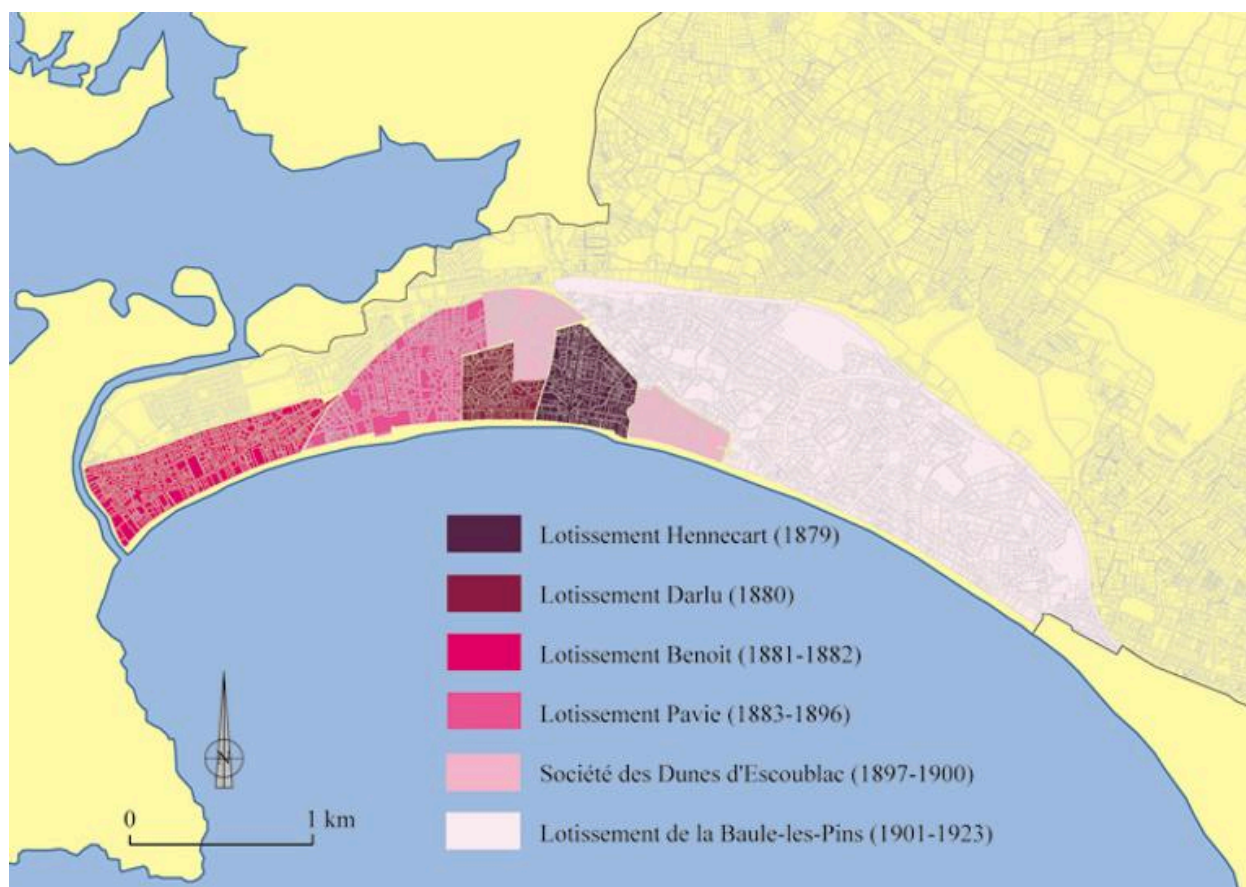 Lotissement Hennecart (1879)
Lotissement Darlu (1880)
Lotissement Benoit (1881-1882)
Lotissement Pavie (1883-1896)
Société des Dunes d'Escoublac (1897-1900)
Lotissement de la Baule-les-Pins (1901-1923)
N
0 1 km